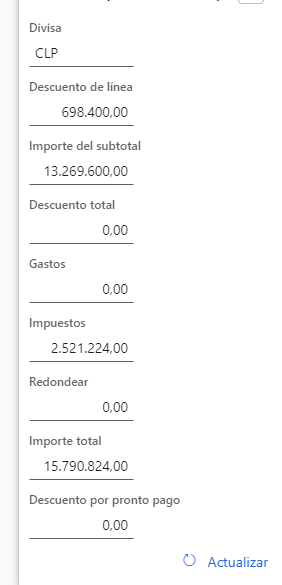 Divisa
CLP
Descuento de línea
698.400,00
Importe del subtotal
13.269.600,00
Descuento total
0,00
Gastos
0,00
Impuestos
2.521.224,00
Redondear
0,00
Importe total
15.790.824,00
Descuento por pronto pago
0,00
Actualizar